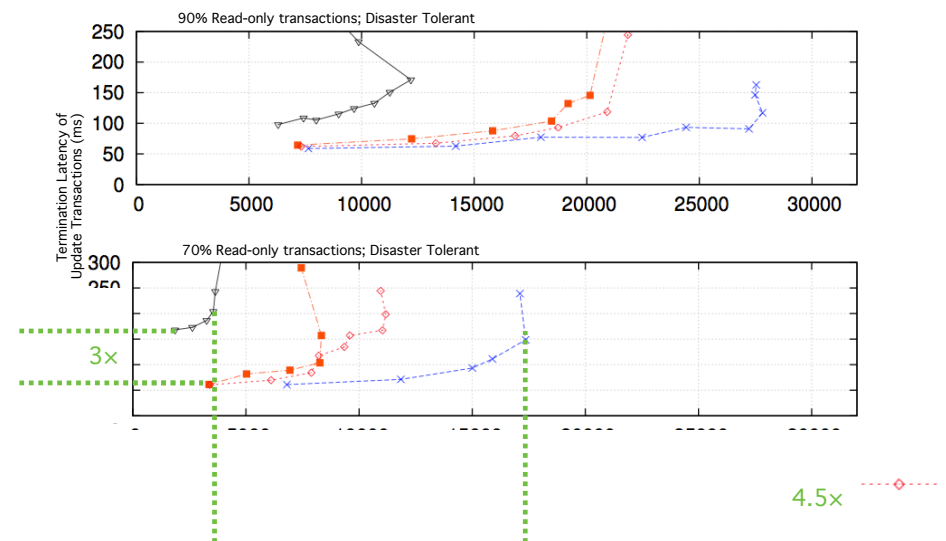 90% Read-only transactions; Disaster Tolerant
250
200
150
100
50
0
0 5000 10000 15000 20000 25000 30000
Termination Latency of
Update Transactions (ms)
70% Read-only transactions; Disaster Tolerant
300
250
3×
4.5×